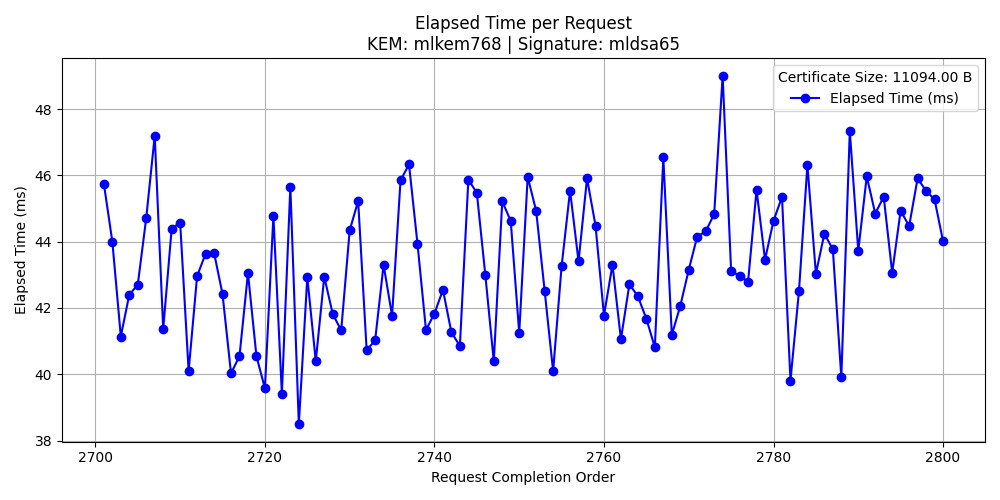 Elapsed Time per Request
KEM: mlkem768 | Signature: mldsa65
Certificate Size: 11094.00 B
Elapsed Time (ms)
Elapsed Time (ms)
48
46
44
42
40
38
2700 2720 2740 2760 2780 2800
Request Completion Order